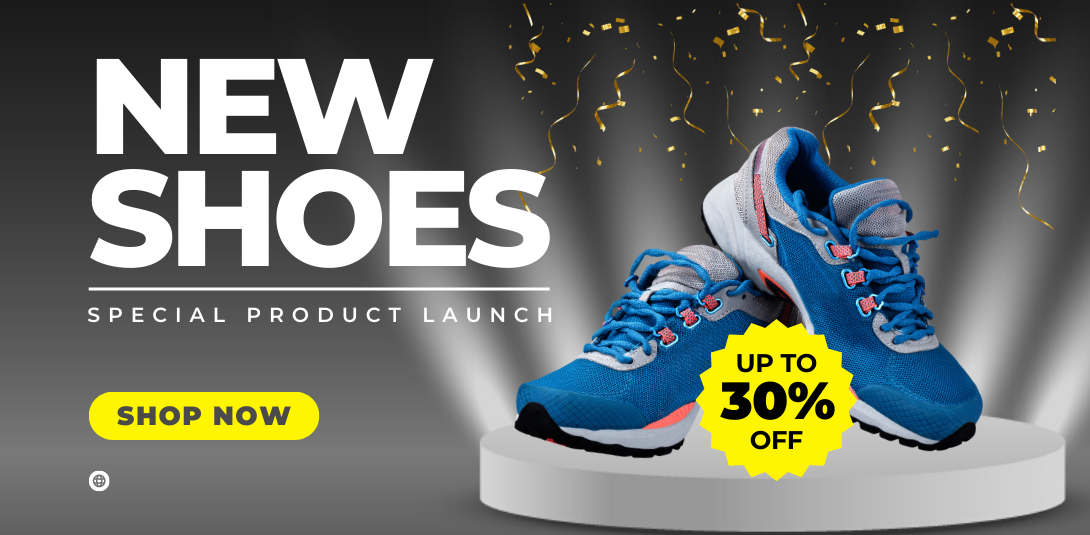 NEW
SHOES
SPECIAL PRODUCT LAUNCH
SHOP NOW
UP TO
30%
OFF